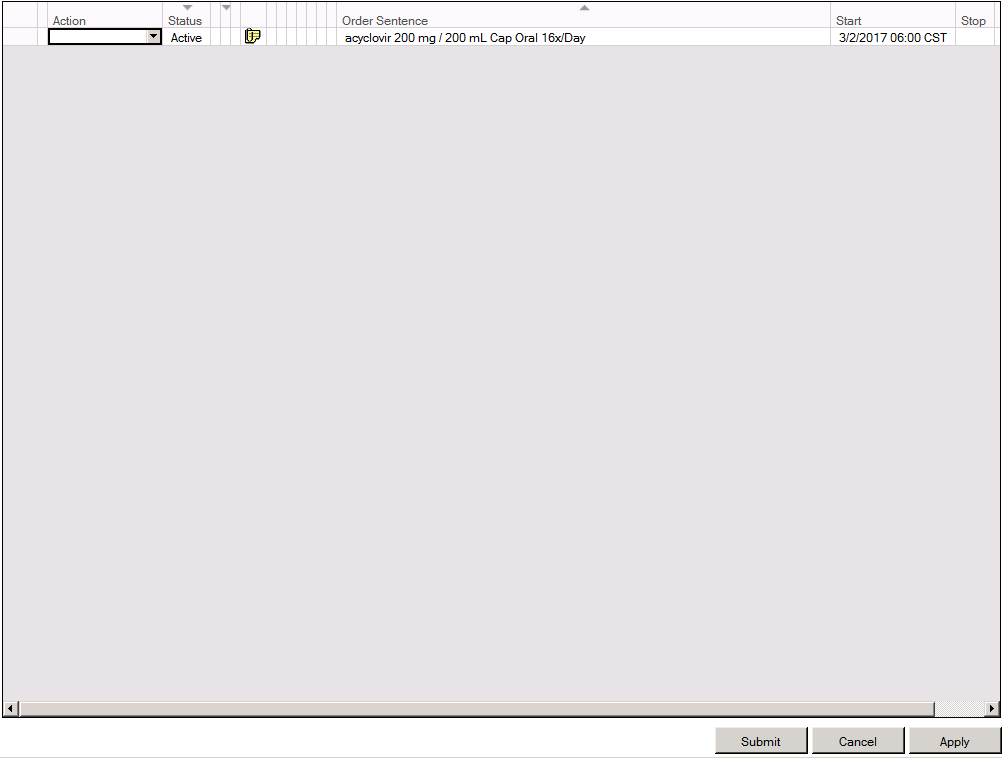 Action Status Order Sentence Start Stop
Active acyclovir 200 mg / 200 mL Cap Oral 16x/Day 3/2/2017 06:00 CST
Submit Cancel Apply